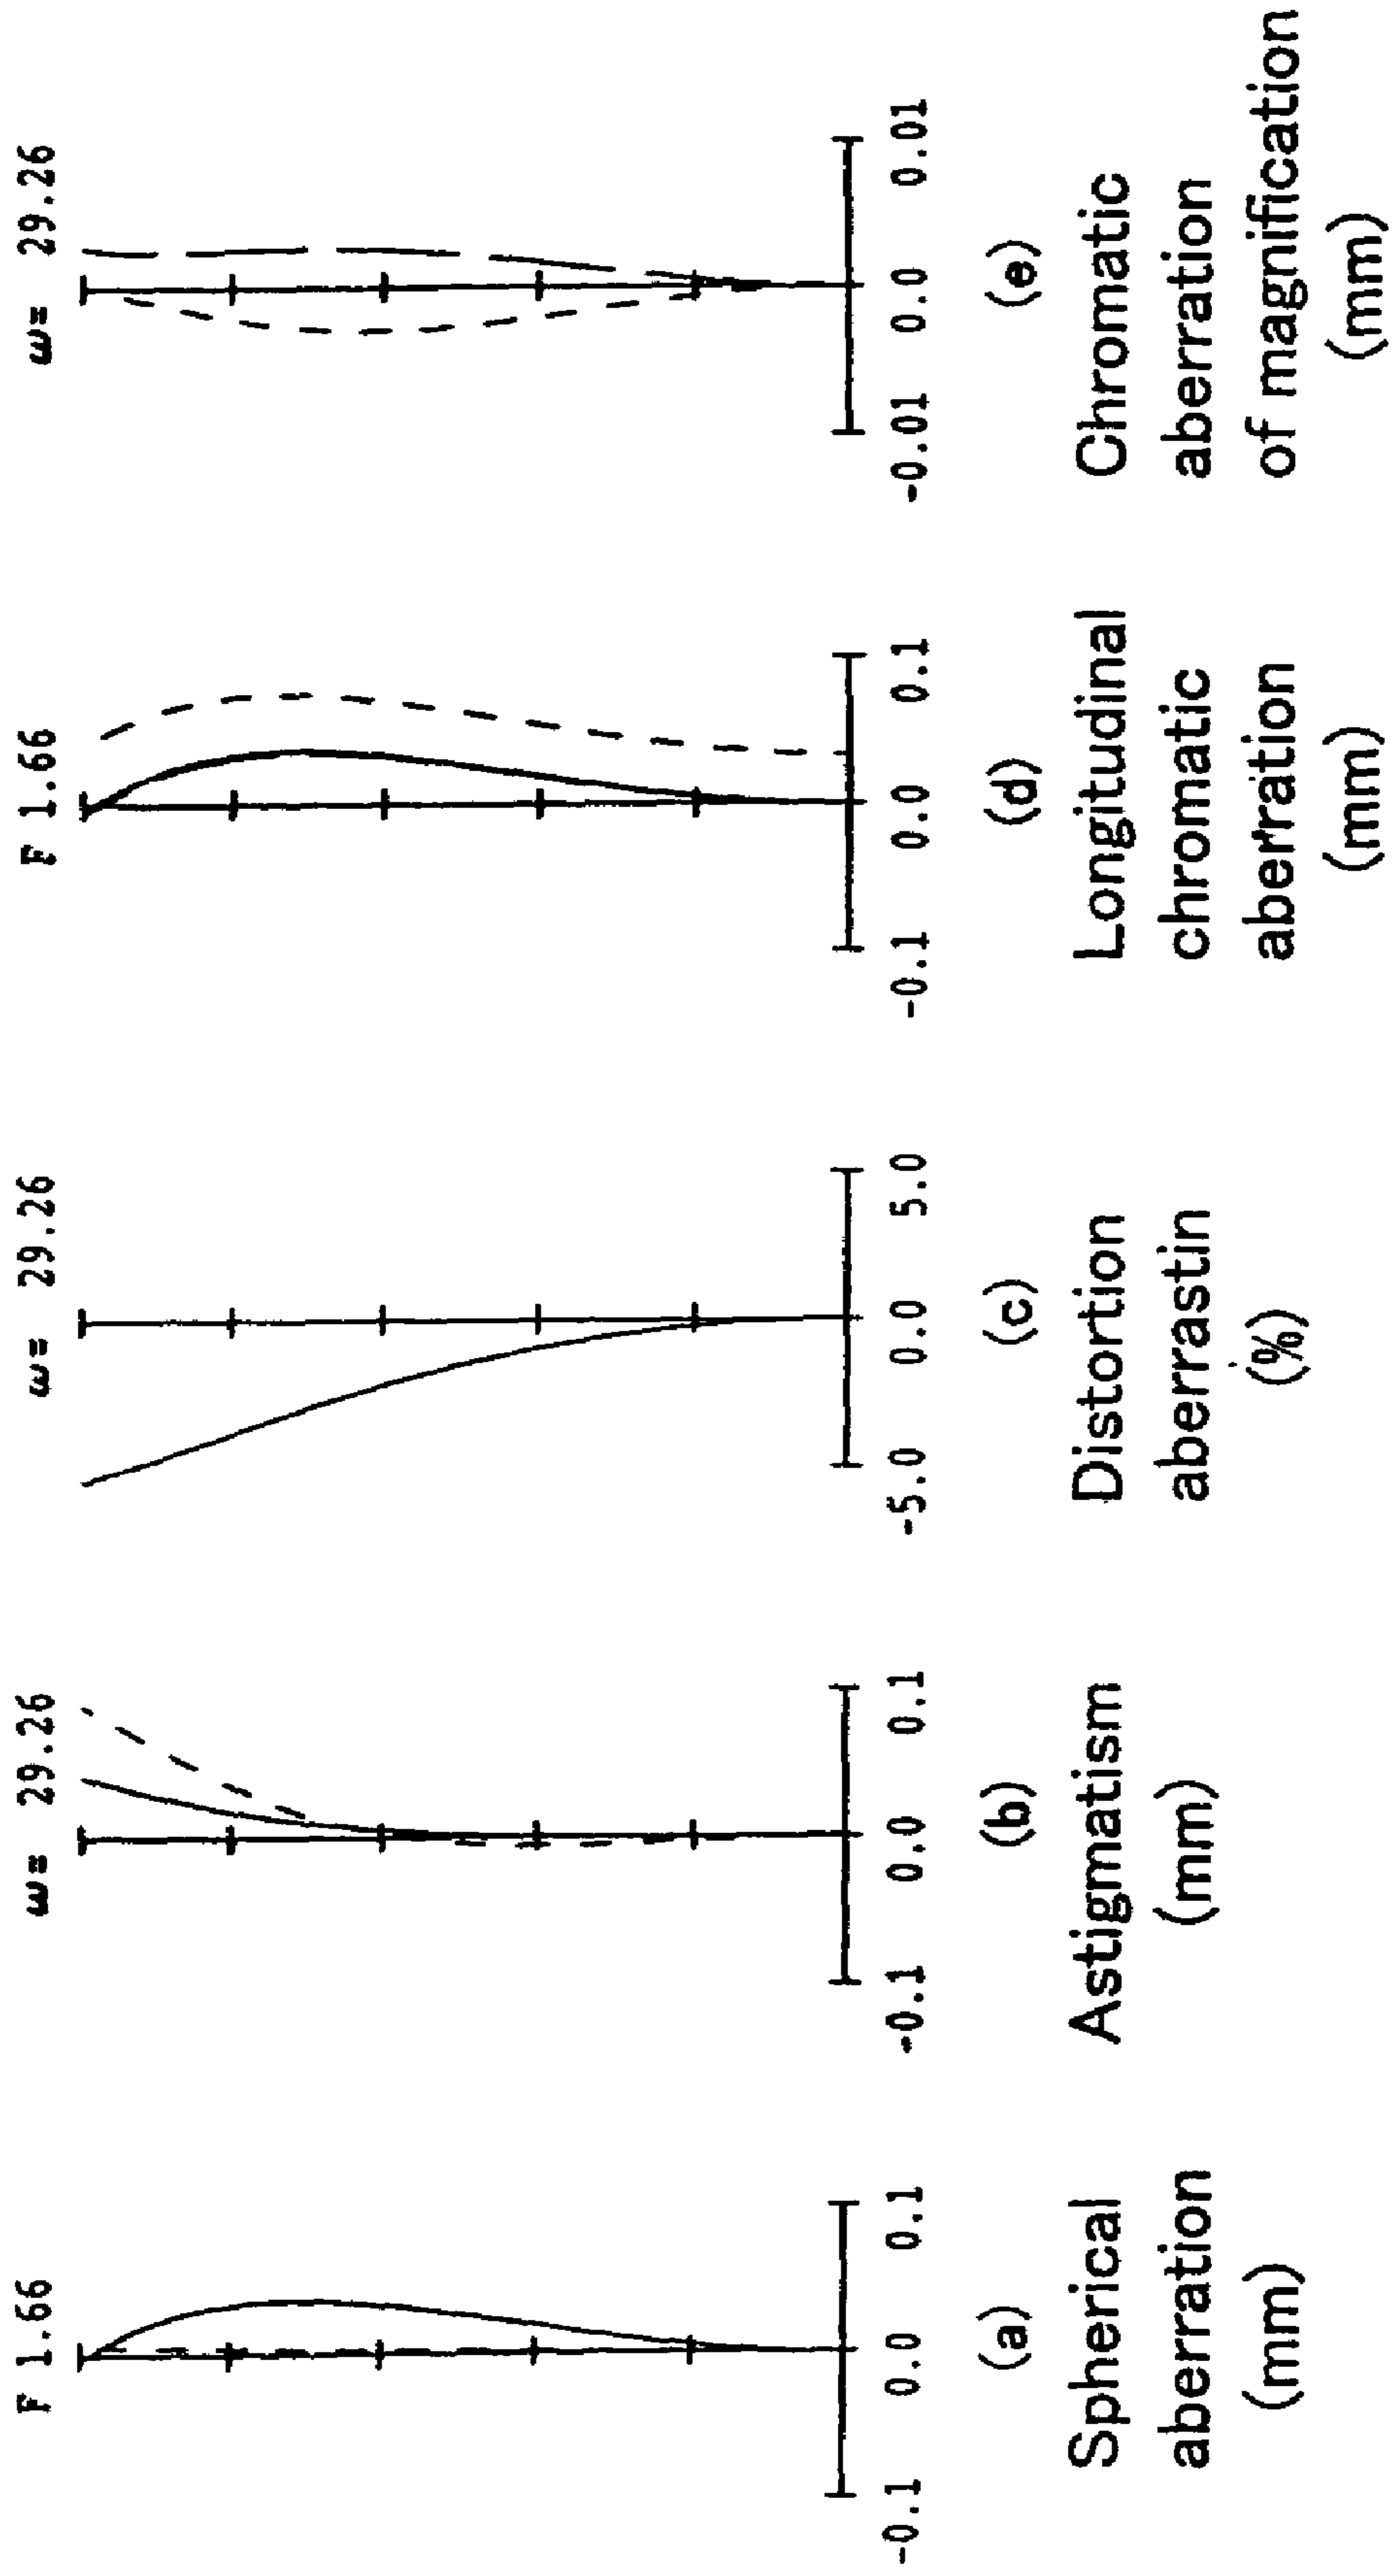 F 1.66
-0.1 0.0 0.1
(a)
Spherical
aberration
(mm)
ω= 29.26
-0.1 0.0 0.1
(b)
Astigmatism
(mm)
ω= 29.26
-5.0 0.0 5.0
(c)
Distortion
aberrastin
(%)
F 1.66
-0.1 0.0 0.1
(d)
Longitudinal
chromatic
aberration
(mm)
ω= 29.26
-0.01 0.0 0.01
(e)
Chromatic
aberration
of magnification
(mm)